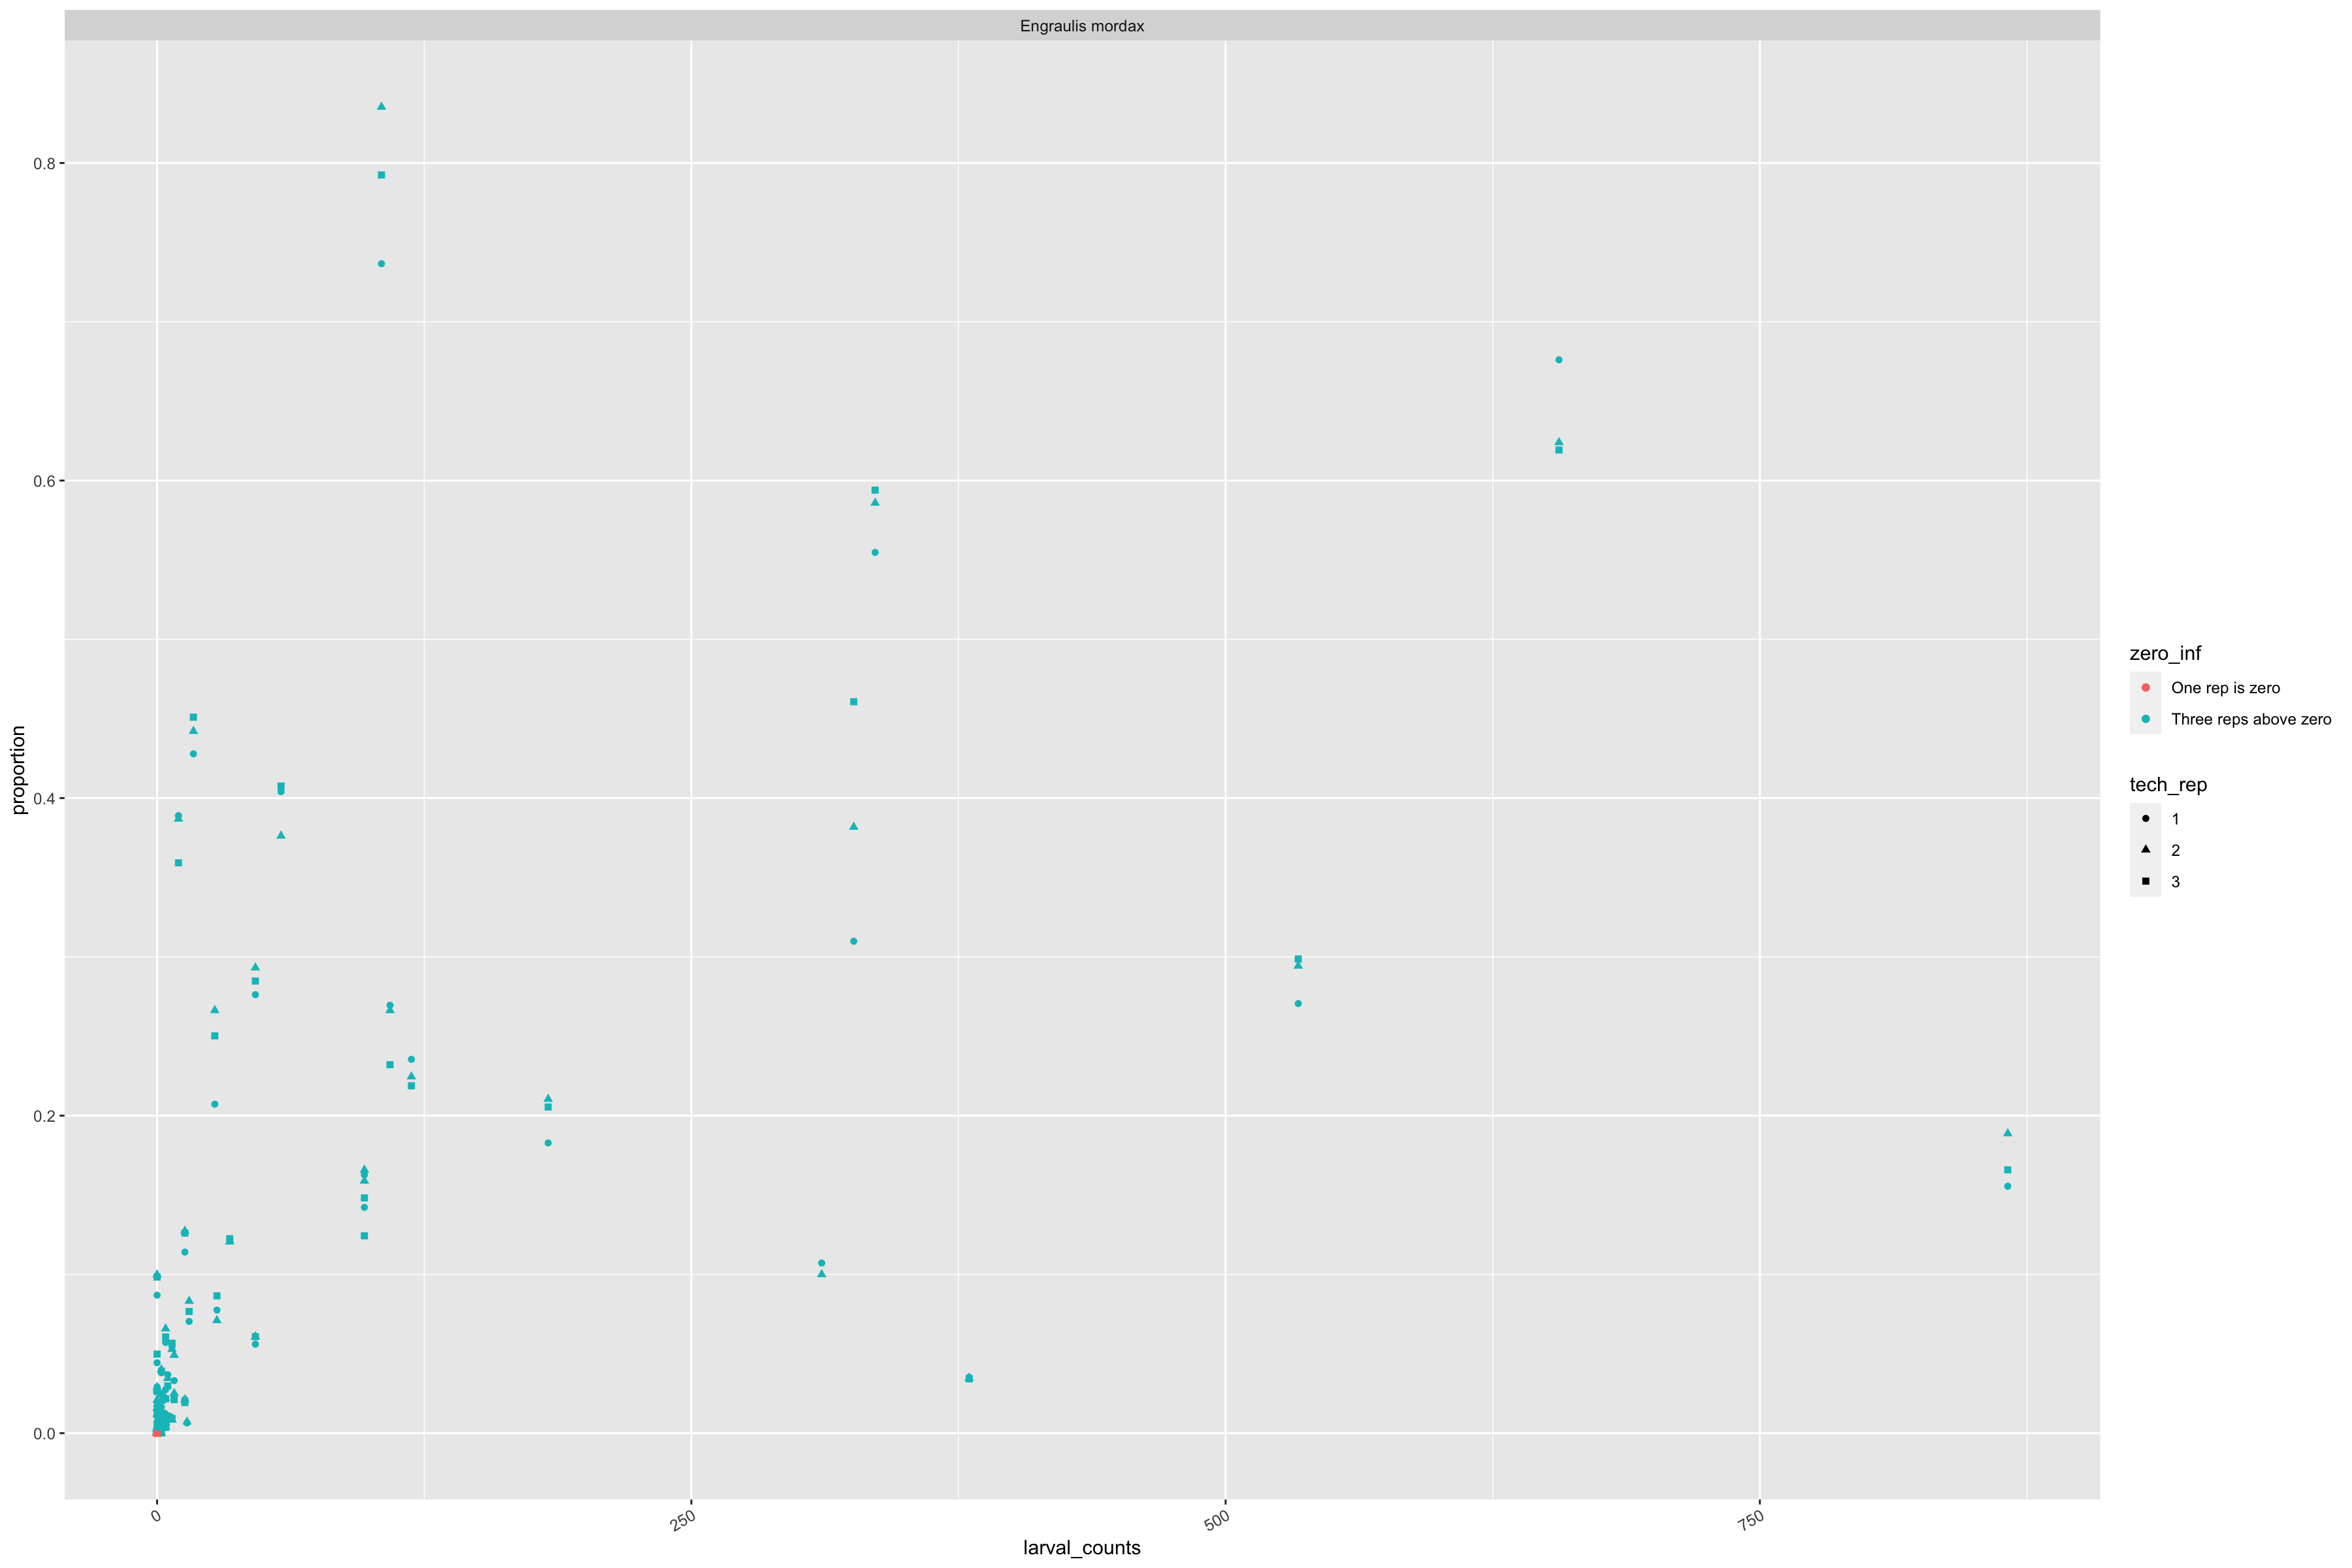 Engraulis mordax
0.8
0.6
0.4
0.2
0.0
proportion
0
250
500
750
larval_counts
zero_inf
One rep is zero
Three reps above zero
tech_rep
1
2
3